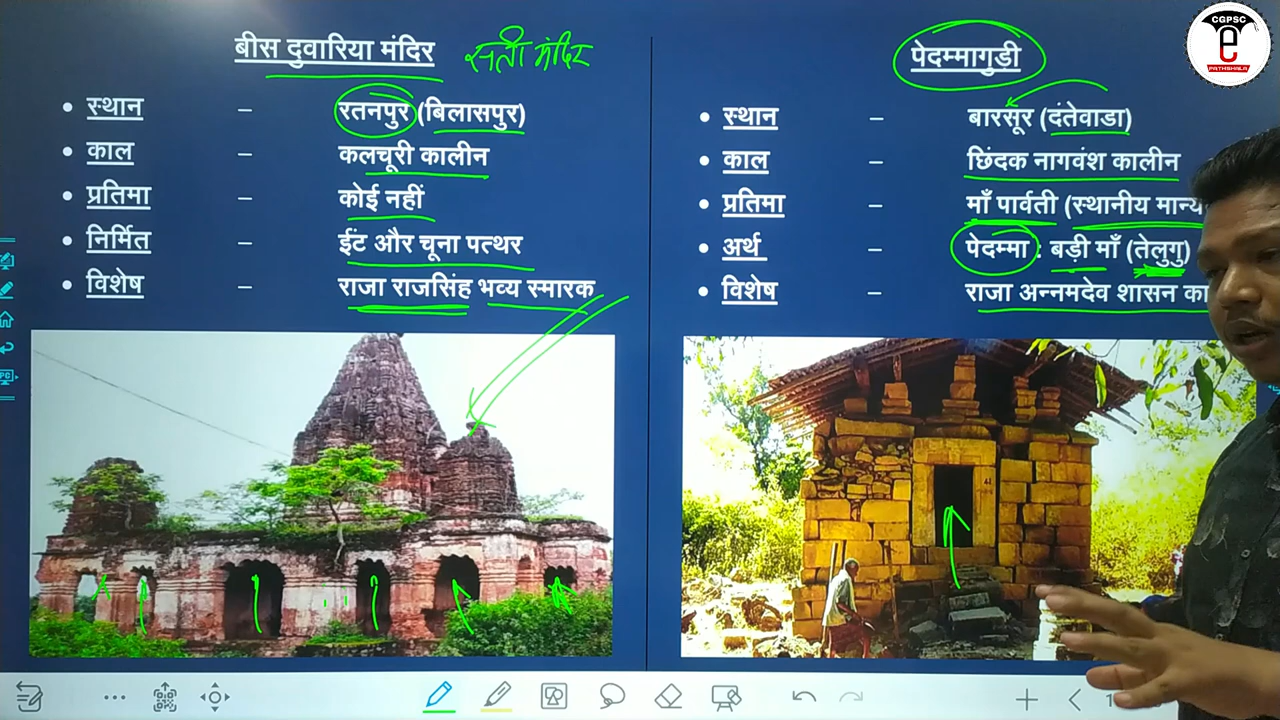 बीस दुवारिया मंदिर सती मंदिर
• स्थान – रतनपुर (बिलासपुर)
• काल – कलचूरी कालीन
• प्रतिमा – कोई नहीं
• निर्मित – ईंट और चूना पत्थर
• विशेष – राजा राजसिंह भव्य स्मारक
पेदम्मागुडी
• स्थान – बारसूर (दंतेवाडा)
• काल – छिंदक नागवंश कालीन
• प्रतिमा – माँ पार्वती (स्थानीय
• अर्थ – पेदम्मा : बड़ी माँ (तेलुगु)
• विशेष – राजा अन्नमदेव शासन
CGPSC
e
PATHSHALA